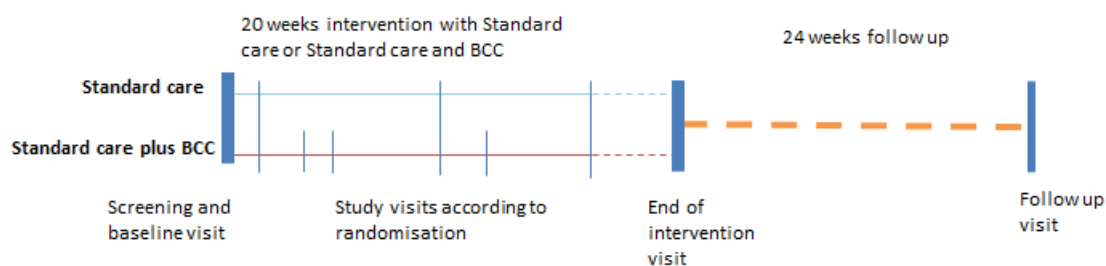 20 weeks intervention with Standard
care or Standard care and BCC
24 weeks follow up
Standard care
Standard care plus BCC
Screening and
baseline visit
Study visits according to
randomisation
End of
intervention
visit
Follow up
visit